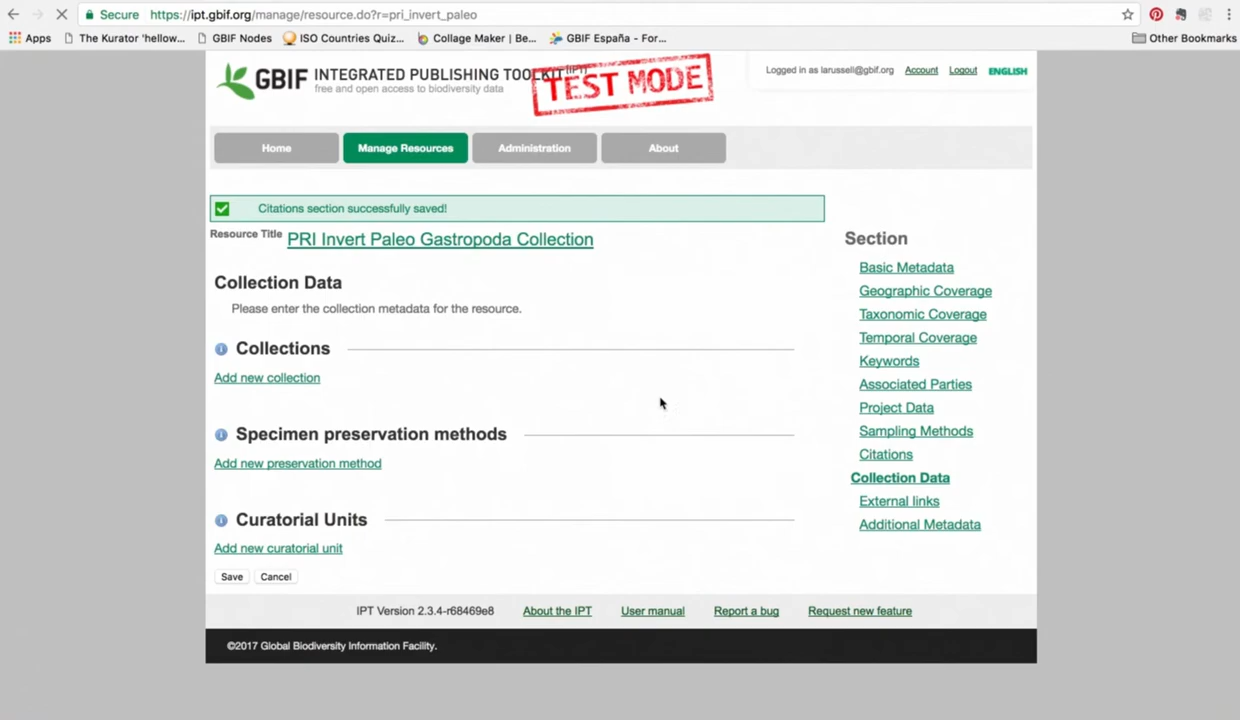 Secure https://ipt.gbif.org/manage/resource.do?r=pri_invert_paleo
Apps The Kurator 'hellow... GBIF Nodes ISO Countries Quiz... Collage Maker | Be... GBIF España - For... Other Bookmarks
GBIF INTEGRATED PUBLISHING TOOLKIT (IPT)
free and open access to biodiversity data
TEST MODE
Logged in as larussell@gbif.org Account Logout ENGLISH
Home Manage Resources Administration About
Citations section successfully saved!
Resource Title PRI Invert Paleo Gastropoda Collection
Collection Data
Please enter the collection metadata for the resource.
Collections
Add new collection
Specimen preservation methods
Add new preservation method
Curatorial Units
Add new curatorial unit
Save Cancel
Section
Basic Metadata
Geographic Coverage
Taxonomic Coverage
Temporal Coverage
Keywords
Associated Parties
Project Data
Sampling Methods
Citations
Collection Data
External links
Additional Metadata
IPT Version 2.3.4-r68469e8 About the IPT User manual Report a bug Request new feature
©2017 Global Biodiversity Information Facility.